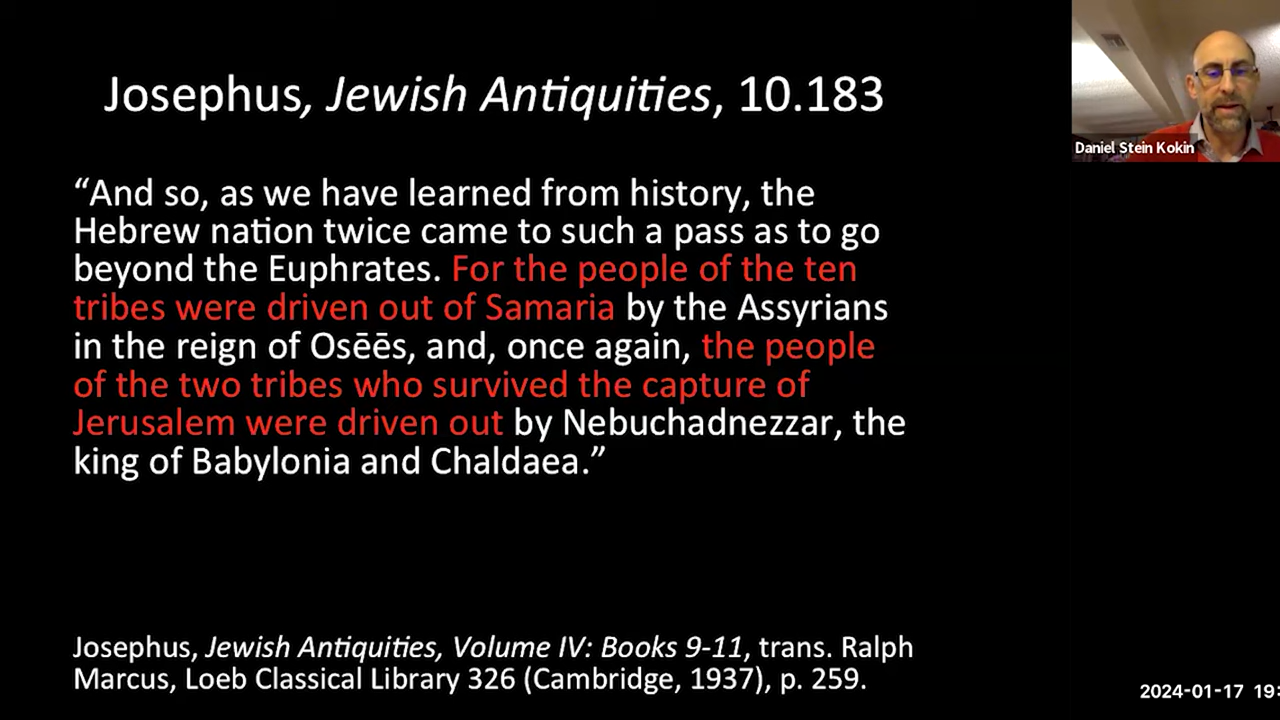 Josephus, Jewish Antiquities, 10.183
“And so, as we have learned from history, the
Hebrew nation twice came to such a pass as to go
beyond the Euphrates. For the people of the ten
tribes were driven out of Samaria by the Assyrians
in the reign of Osēēs, and, once again, the people
of the two tribes who survived the capture of
Jerusalem were driven out by Nebuchadnezzar, the
king of Babylonia and Chaldaea.”
Josephus, Jewish Antiquities, Volume IV: Books 9-11, trans. Ralph
Marcus, Loeb Classical Library 326 (Cambridge, 1937), p. 259.
Daniel Stein Kokin
2024-01-17 19: